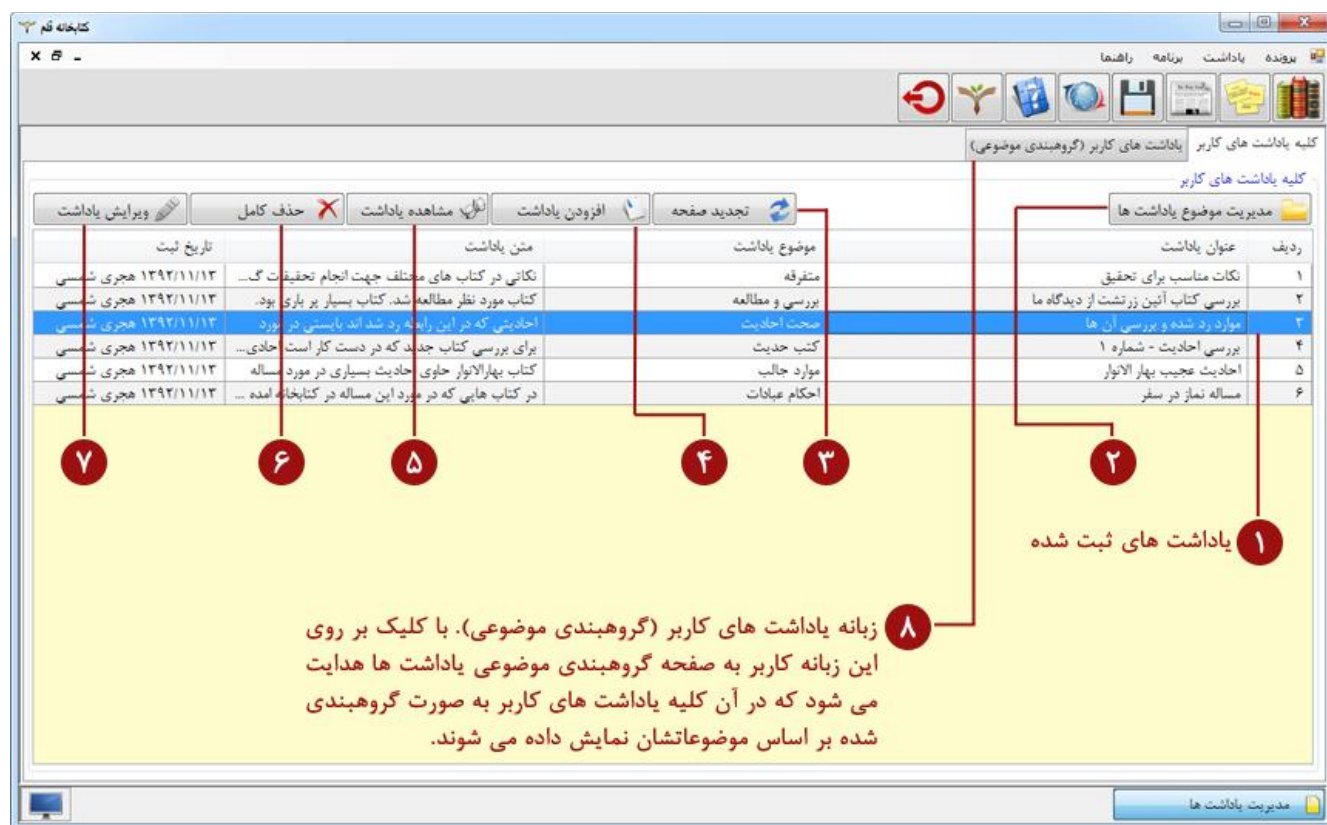 کتابخانه قم
پرونده یاداشت برنامه راهنما
کلیه یاداشت های کاربر یاداشت های کاربر (گروهبندی موضوعی)
کلیه یاداشت های کاربر
مدیریت موضوع یاداشت ها تجدید صفحه افزودن یاداشت مشاهده یاداشت حذف کامل ویرایش یاداشت
ردیف عنوان یاداشت موضوع یاداشت متن یاداشت تاریخ ثبت
۱ نکات مناسب برای تحقیق متفرقه نکاتی در کتاب های مختلف جهت انجام تحقیقات گ... ۱۳۹۲/۱۱/۱۳ هجری شمسی
۲ بررسی کتاب آئین زرتشت از دیدگاه ما بررسی و مطالعه کتاب مورد نظر مطالعه شد. کتاب بسیار پر باری بود. ۱۳۹۲/۱۱/۱۳ هجری شمسی
۳ موارد رد شده و بررسی آن ها صحت احادیث احادیثی که در این رابطه رد شد اند بایستی در مورد ۱۳۹۲/۱۱/۱۳ هجری شمسی
۴ بررسی احادیث - شماره ۱ کتب حدیث برای بررسی کتاب جدید که در دست کار است احادی... ۱۳۹۲/۱۱/۱۳ هجری شمسی
۵ احادیث عجیب بهار الانوار موارد جالب کتاب بهارالانوار حاوی احادیث بسیاری در مورد مساله ۱۳۹۲/۱۱/۱۳ هجری شمسی
۶ مساله نماز در سفر احکام عبادات در کتاب هایی که در مورد این مساله در کتابخانه امده ... ۱۳۹۲/۱۱/۱۳ هجری شمسی
۲ ۳ ۴ ۵ ۶ ۷
۱ یاداشت های ثبت شده
۸ زبانه یاداشت های کاربر (گروهبندی موضوعی). با کلیک بر روی
این زبانه کاربر به صفحه گروهبندی موضوعی یاداشت ها هدایت
می شود که در آن کلیه یاداشت های کاربر به صورت گروهبندی
شده بر اساس موضوعاتشان نمایش داده می شوند.
مدیریت یاداشت ها